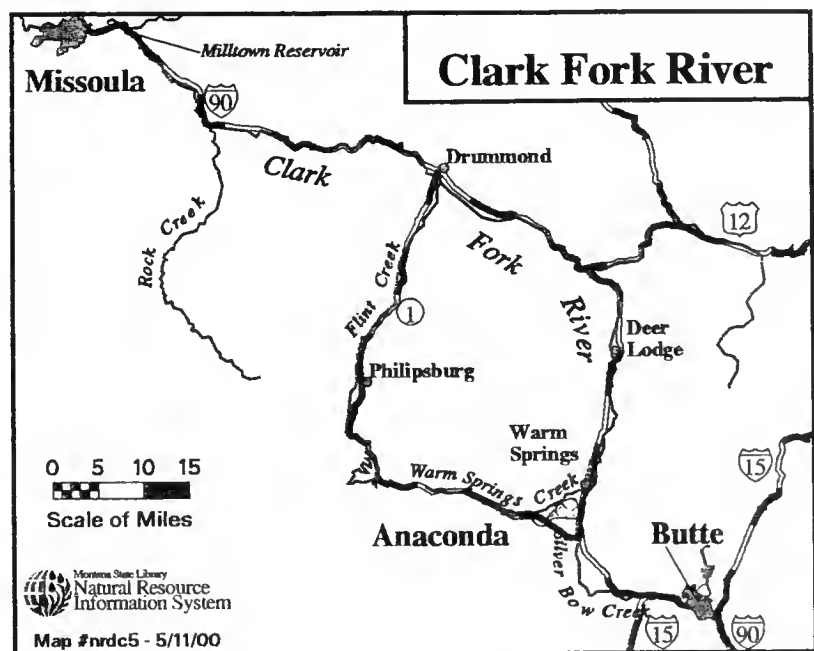 Clark Fork River
Milltown Reservoir
Missoula
90
Clark
Drummond
Rock Creek
Fork
12
Flint Creek
1
River
Deer
Lodge
Philipsburg
Warm
Springs
Warm Springs Creek
15
0 5 10 15
Scale of Miles
Anaconda
Butte
Silver Bow Creek
15
90
Montana State Library
Natural Resource
Information System
Map #nrdc5 - 5/11/00